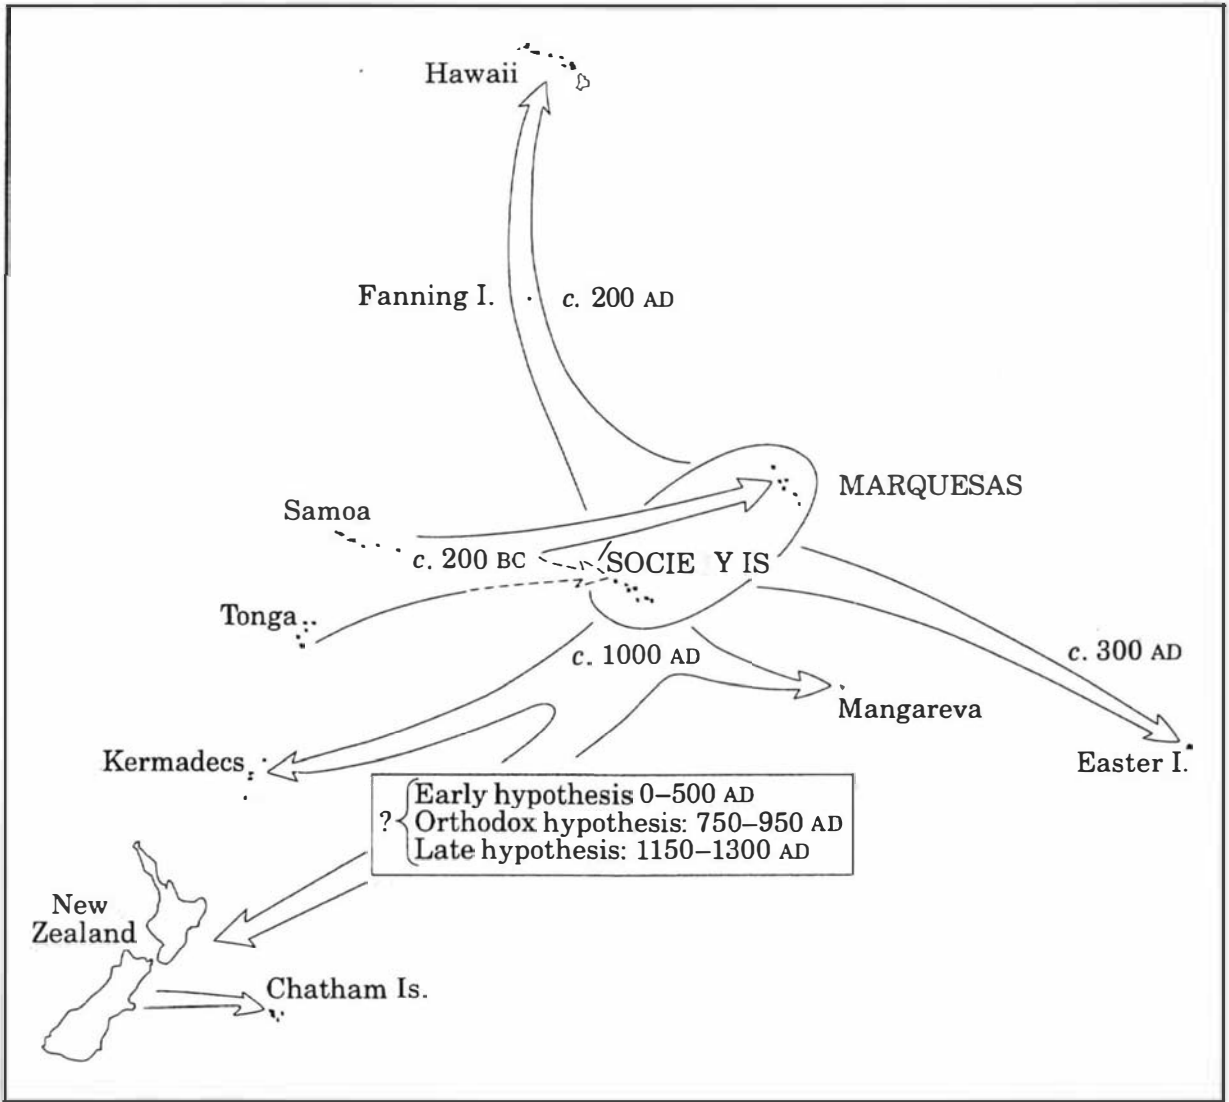 Hawaii
Fanning I.
c. 200 AD
MARQUESAS
Samoa
c. 200 BC
SOCIE Y IS
Tonga
c. 1000 AD
c. 300 AD
Mangareva
Easter I.
Kermadecs
Early hypothesis 0–500 AD
? { Orthodox hypothesis: 750–950 AD
Late hypothesis: 1150–1300 AD
New
Zealand
Chatham Is.